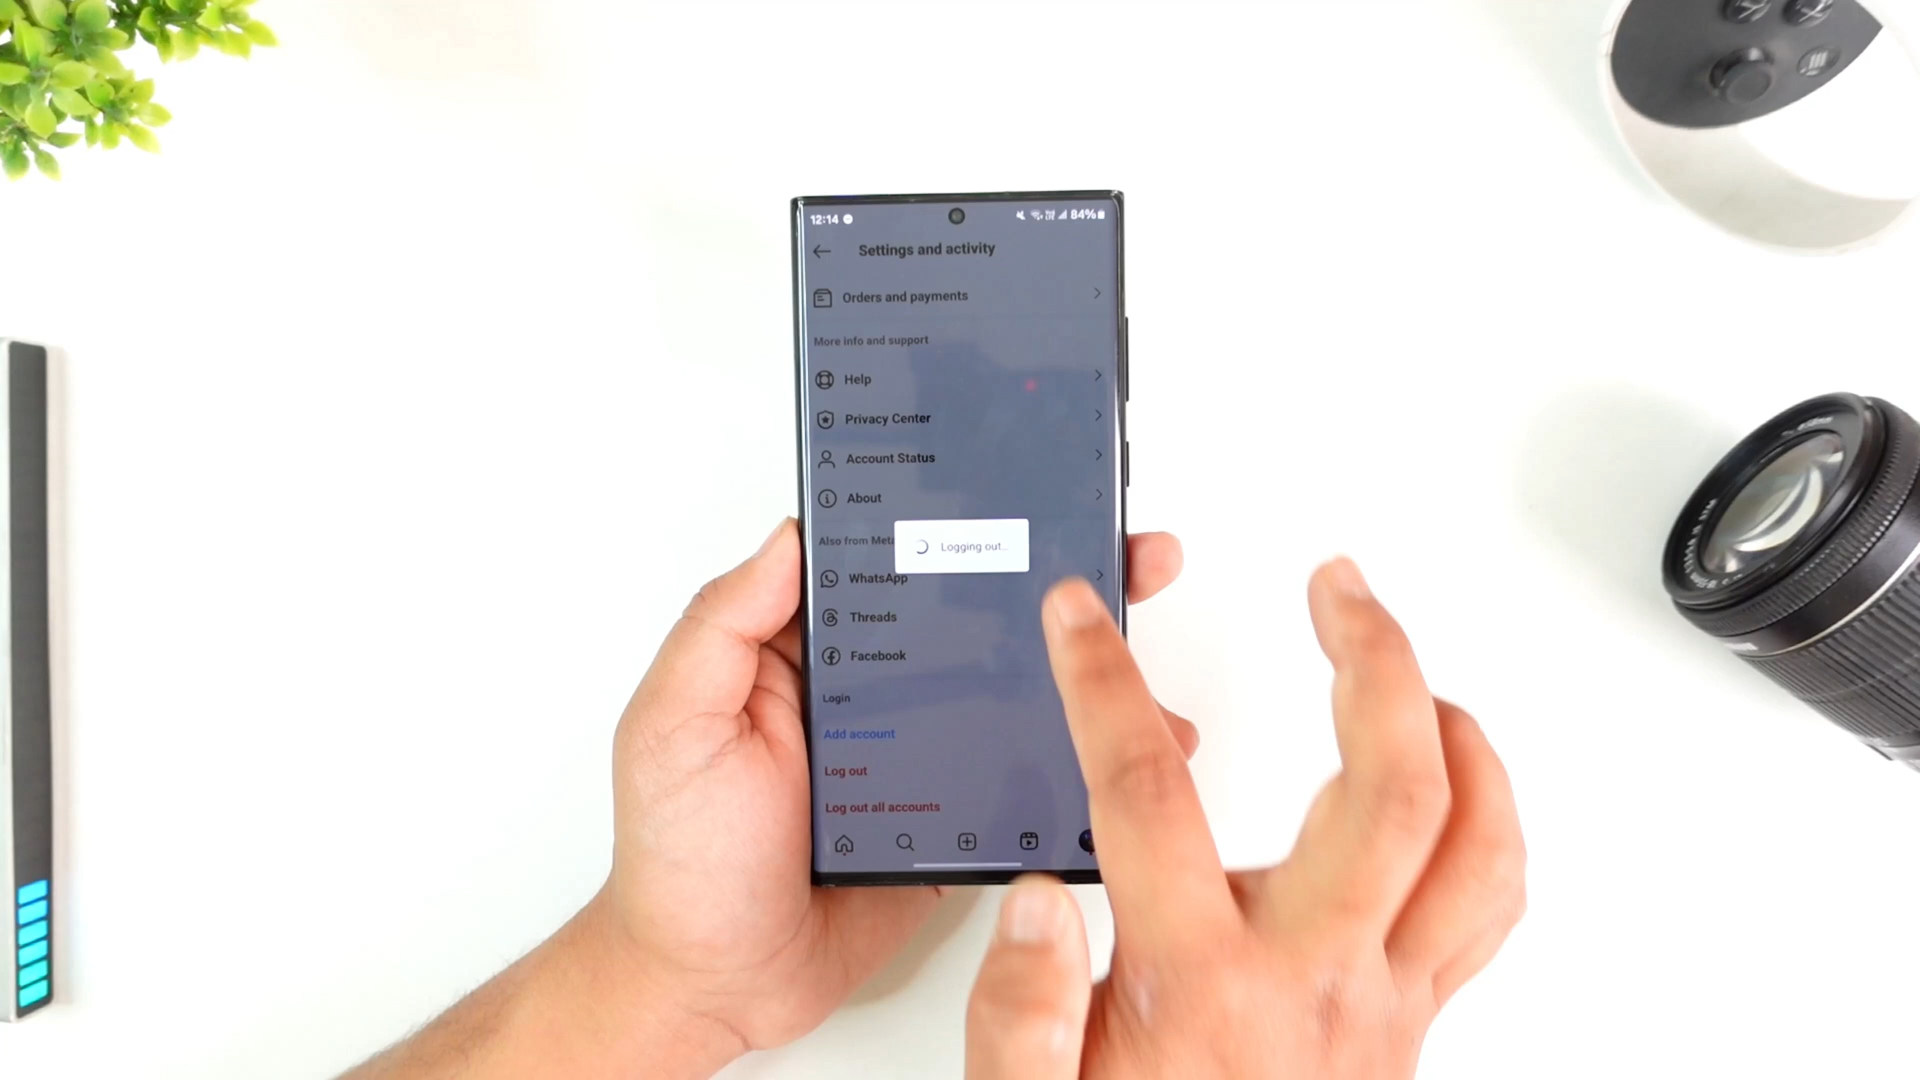 12:14
84%
Settings and activity
Orders and payments
More info and support
Help
Privacy Center
Account Status
About
Also from Meta
Logging out...
WhatsApp
Threads
Facebook
Login
Add account
Log out
Log out all accounts